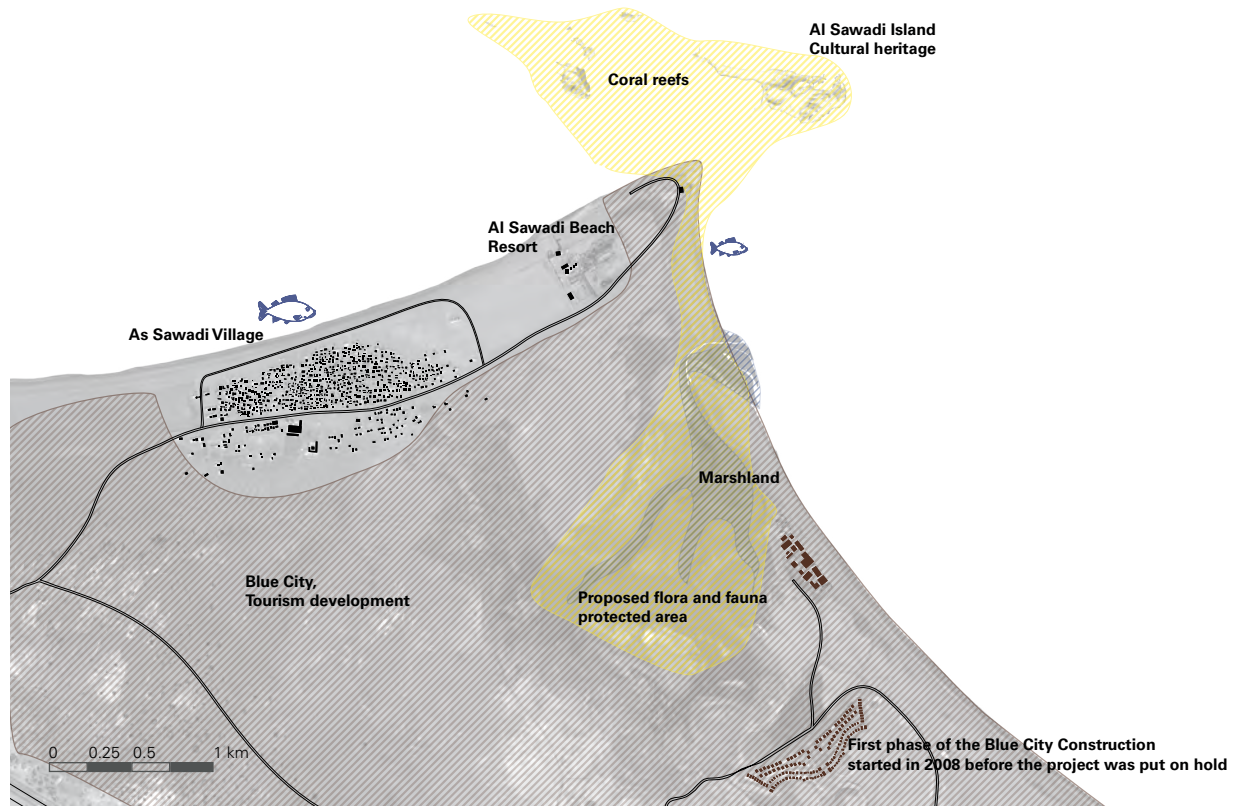 Al Sawadi Island
Cultural heritage
Coral reefs
Al Sawadi Beach
Resort
As Sawadi Village
Marshland
Blue City,
Tourism development
Proposed flora and fauna
protected area
0 0.25 0.5 1 km
First phase of the Blue City Construction
started in 2008 before the project was put on hold